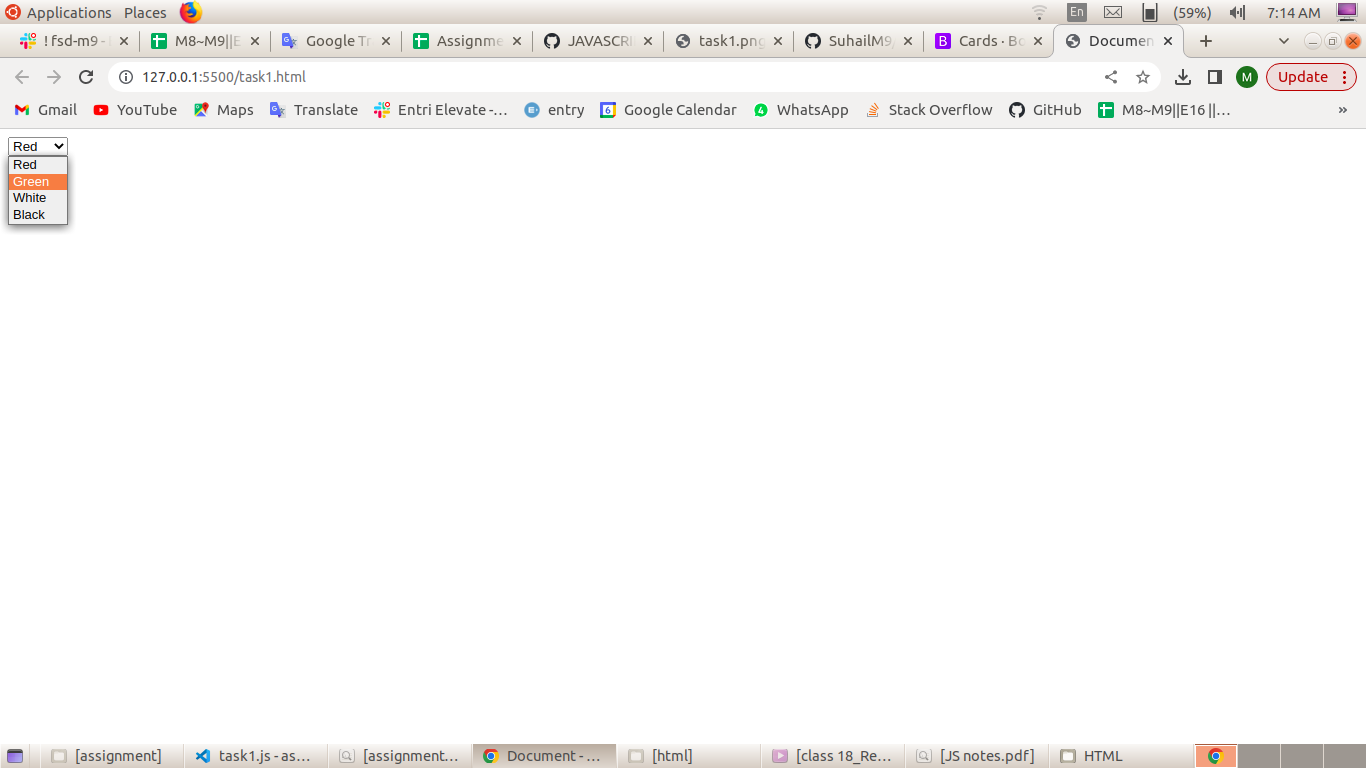 Applications Places En (59%) 7:14 AM
! fsd-m9 - M8~M9||E Google Tr Assignme JAVASCRI task1.png SuhailM9 B Cards · Bo Documen
127.0.0.1:5500/task1.html M Update
Gmail YouTube Maps Translate Entri Elevate -... entry 6 Google Calendar 4 WhatsApp Stack Overflow GitHub M8~M9||E16 ||... »
Red
Red
Green
White
Black
[assignment] task1.js - as... [assignment... Document - ... [html] [class 18_Re... [JS notes.pdf] HTML